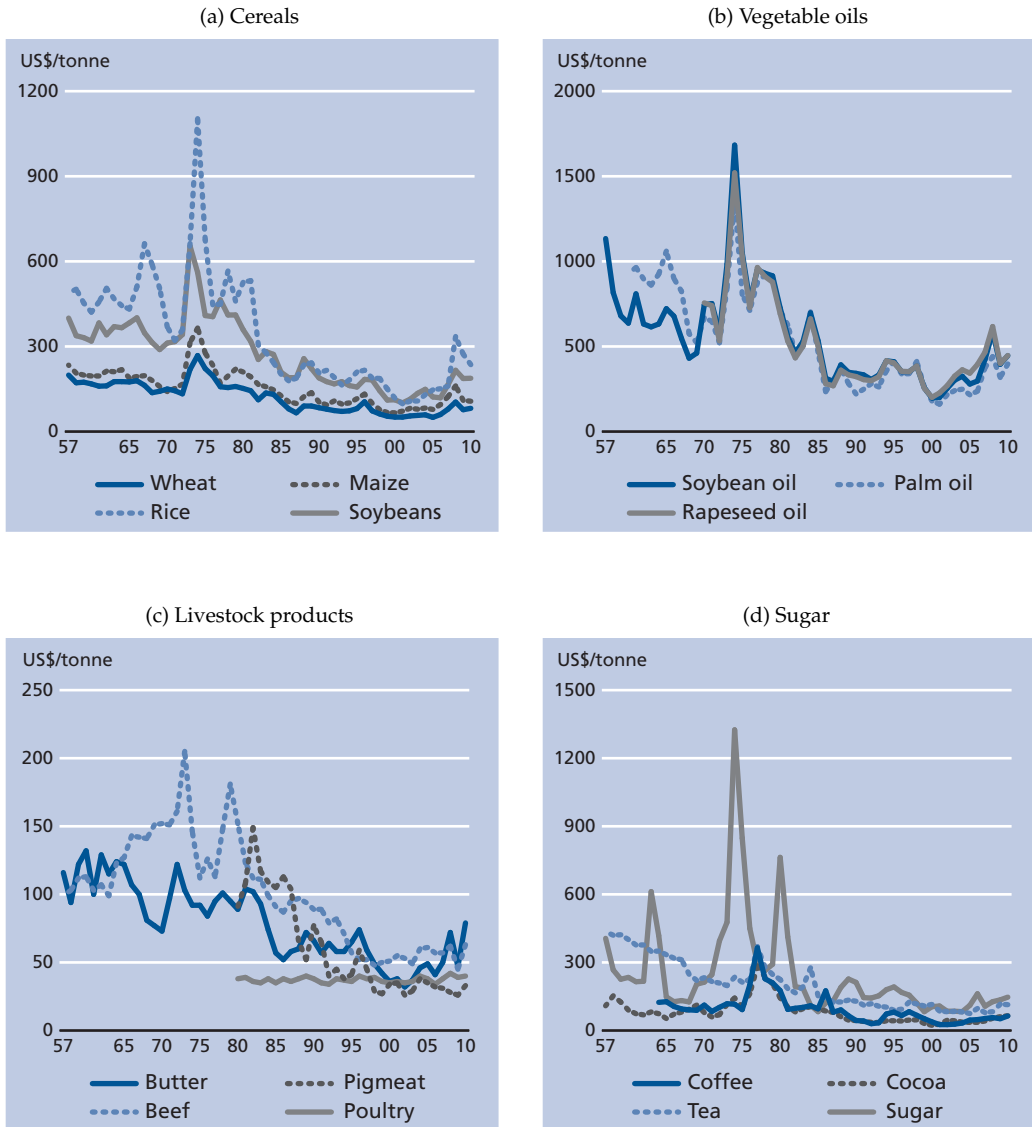 (a) Cereals
US$/tonne
1200
900
600
300
0
57 65 70 75 80 85 90 95 00 05 10
Wheat Maize
Rice Soybeans
(b) Vegetable oils
US$/tonne
2000
1500
1000
500
0
57 65 70 75 80 85 90 95 00 05 10
Soybean oil Palm oil
Rapeseed oil
(c) Livestock products
US$/tonne
250
200
150
100
50
0
57 65 70 75 80 85 90 95 00 05 10
Butter Pigmeat
Beef Poultry
(d) Sugar
US$/tonne
1500
1200
900
600
300
0
57 65 70 75 80 85 90 95 00 05 10
Coffee Cocoa
Tea Sugar